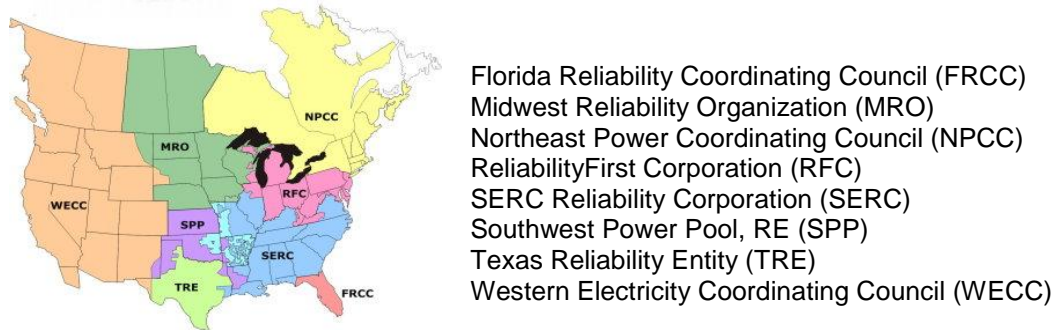 NPCC
MRO
RFC
WECC
SPP
SERC
TRE
FRCC
Florida Reliability Coordinating Council (FRCC)
Midwest Reliability Organization (MRO)
Northeast Power Coordinating Council (NPCC)
ReliabilityFirst Corporation (RFC)
SERC Reliability Corporation (SERC)
Southwest Power Pool, RE (SPP)
Texas Reliability Entity (TRE)
Western Electricity Coordinating Council (WECC)